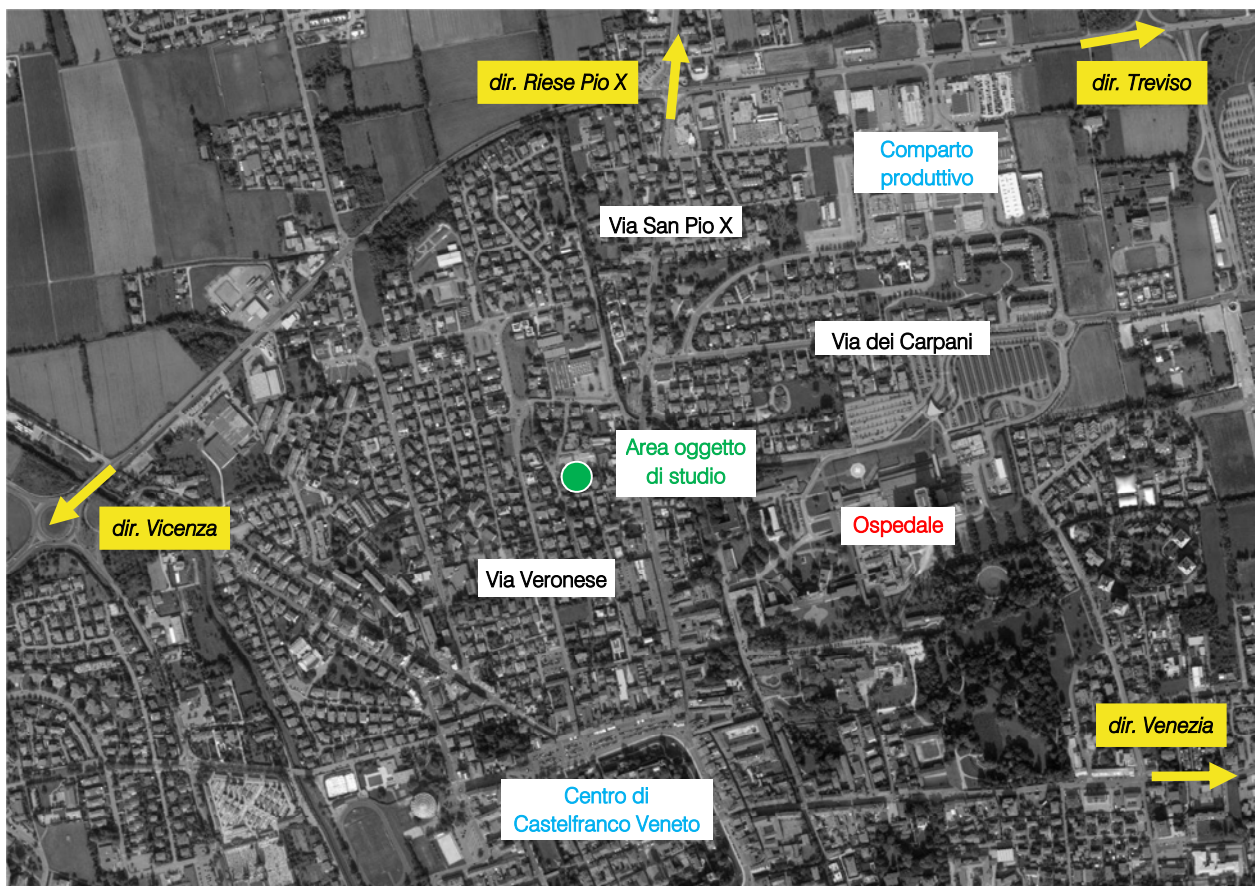 dir. Riese Pio X
dir. Treviso
Comparto
produttivo
Via San Pio X
Via dei Carpani
Area oggetto
di studio
dir. Vicenza
Ospedale
Via Veronese
dir. Venezia
Centro di
Castelfranco Veneto